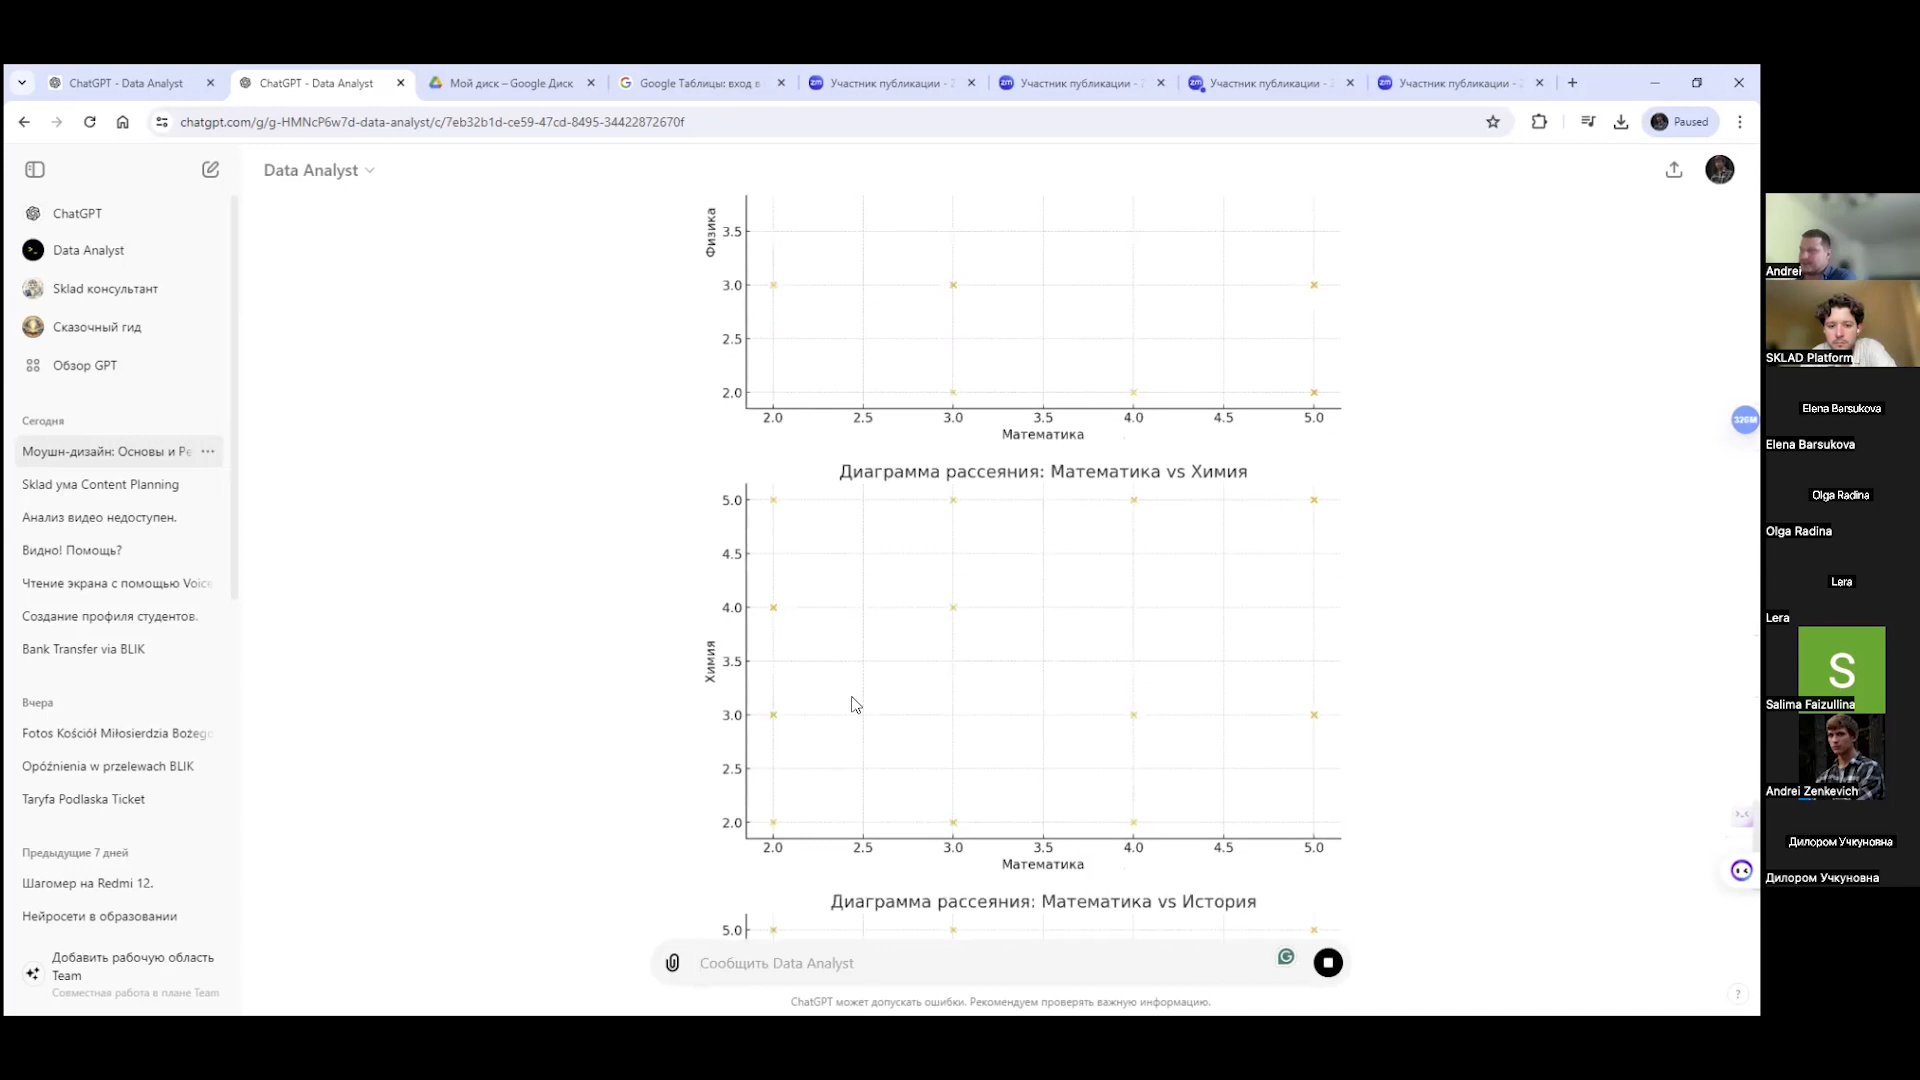 ChatGPT - Data Analyst
ChatGPT - Data Analyst
Мой диск – Google Диск
Google Таблицы: вход в
Участник публикации - Z
Участник публикации - Z
Участник публикации - Z
Участник публикации - Z
chatgpt.com/g/g-HMNcP6w7d-data-analyst/c/7eb32b1d-ce59-47cd-8495-34422872670f
Paused
Data Analyst
ChatGPT
Data Analyst
Sklad консультант
Сказочный гид
Обзор GPT
Сегодня
Моушн-дизайн: Основы и Ре
Sklad ума Content Planning
Анализ видео недоступен.
Видно! Помощь?
Чтение экрана с помощью Voice
Создание профиля студентов.
Bank Transfer via BLIK
Вчера
Fotos Kościół Miłosierdzia Bożego
Opóźnienia w przelewach BLIK
Taryfa Podlaska Ticket
Предыдущие 7 дней
Шагомер на Redmi 12.
Нейросети в образовании
Добавить рабочую область
Team
Совместная работа в плане Team
Физика
3.5
3.0
2.5
2.0
2.0 2.5 3.0 3.5 4.0 4.5 5.0
Математика
Диаграмма рассеяния: Математика vs Химия
Химия
5.0
4.5
4.0
3.5
3.0
2.5
2.0
2.0 2.5 3.0 3.5 4.0 4.5 5.0
Математика
Диаграмма рассеяния: Математика vs История
5.0
Сообщить Data Analyst
ChatGPT может допускать ошибки. Рекомендуем проверять важную информацию.
?
320M
Andrei
SKLAD Platform
Elena Barsukova
Elena Barsukova
Olga Radina
Olga Radina
Lera
Lera
S
Salima Faizullina
Andrei Zenkevich
Дилором Учкуновна
Дилором Учкуновна